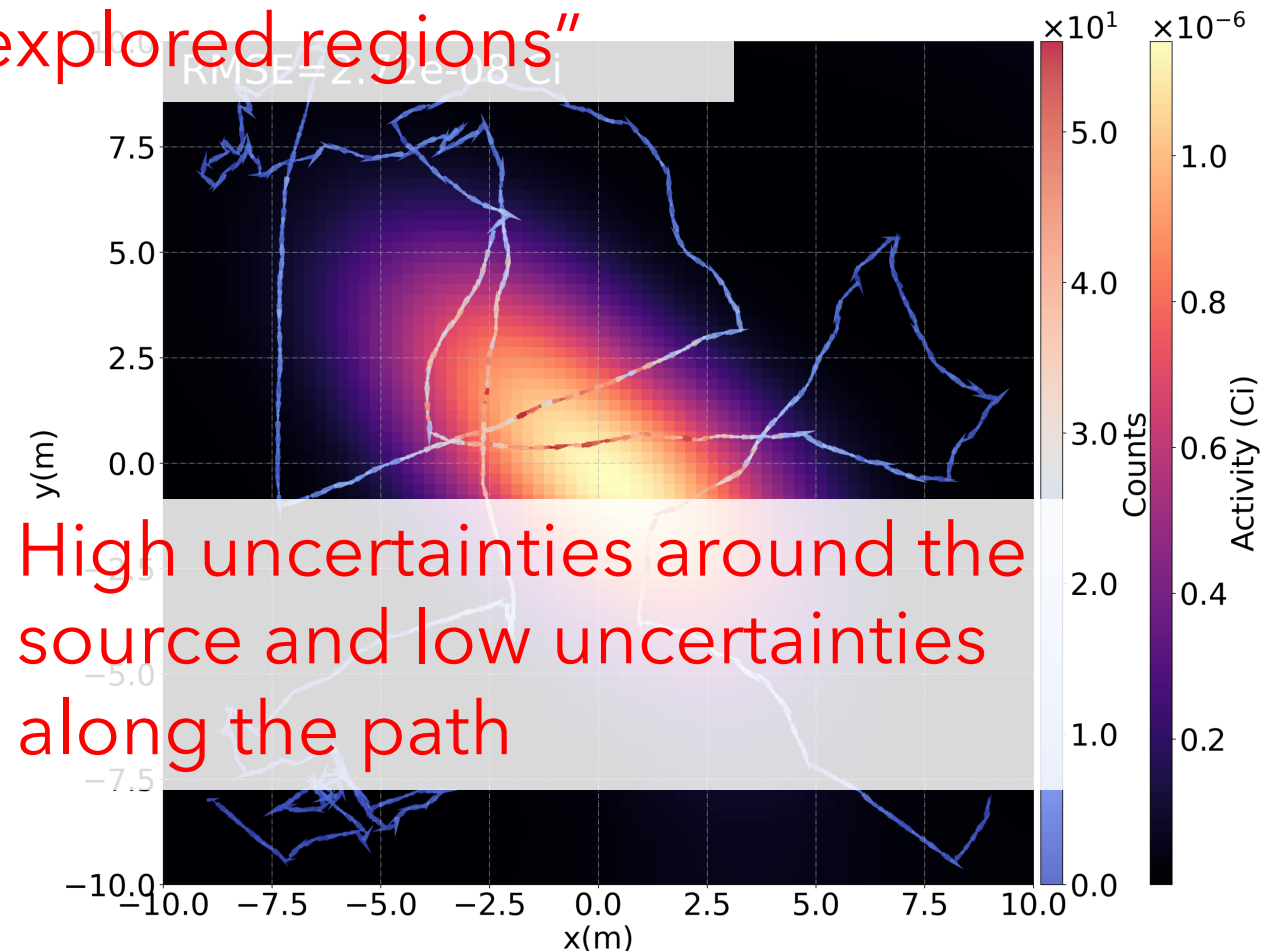 explored regions”
10.0
RMSE=2.72e-08 Ci
×10¹
×10⁻⁶
7.5
5.0
2.5
0.0
−2.5
−5.0
−7.5
−10.0
y(m)
High uncertainties around the
source and low uncertainties
along the path
−10.0 −7.5 −5.0 −2.5 0.0 2.5 5.0 7.5 10.0
x(m)
5.0
4.0
3.0
2.0
1.0
0.0
Counts
1.0
0.8
0.6
0.4
0.2
Activity (Ci)